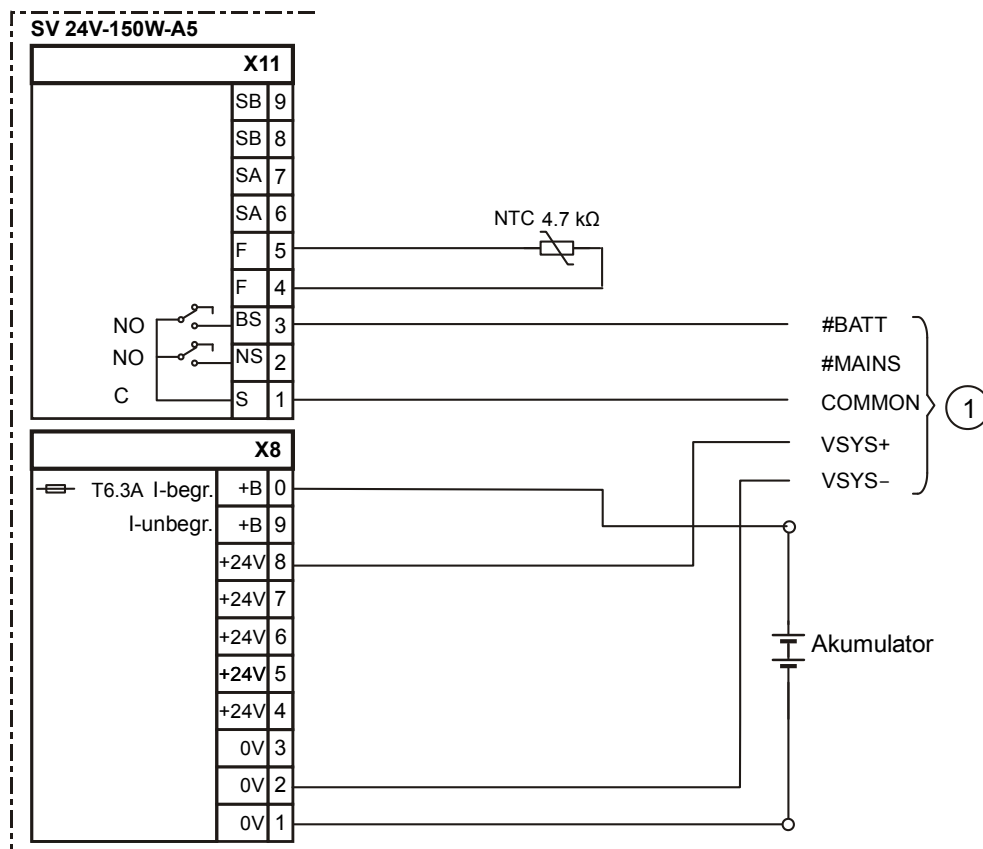 SV 24V-150W-A5
X11
SB 9
SB 8
SA 7
SA 6
NTC 4.7 kΩ
F 5
F 4
NO BS 3 #BATT
NO NS 2 #MAINS
C S 1 COMMON
1
VSYS+
VSYS−
X8
T6.3A I-begr. +B 0
I-unbegr. +B 9
+24V 8
+24V 7
+24V 6
Akumulator
+24V 5
+24V 4
0V 3
0V 2
0V 1